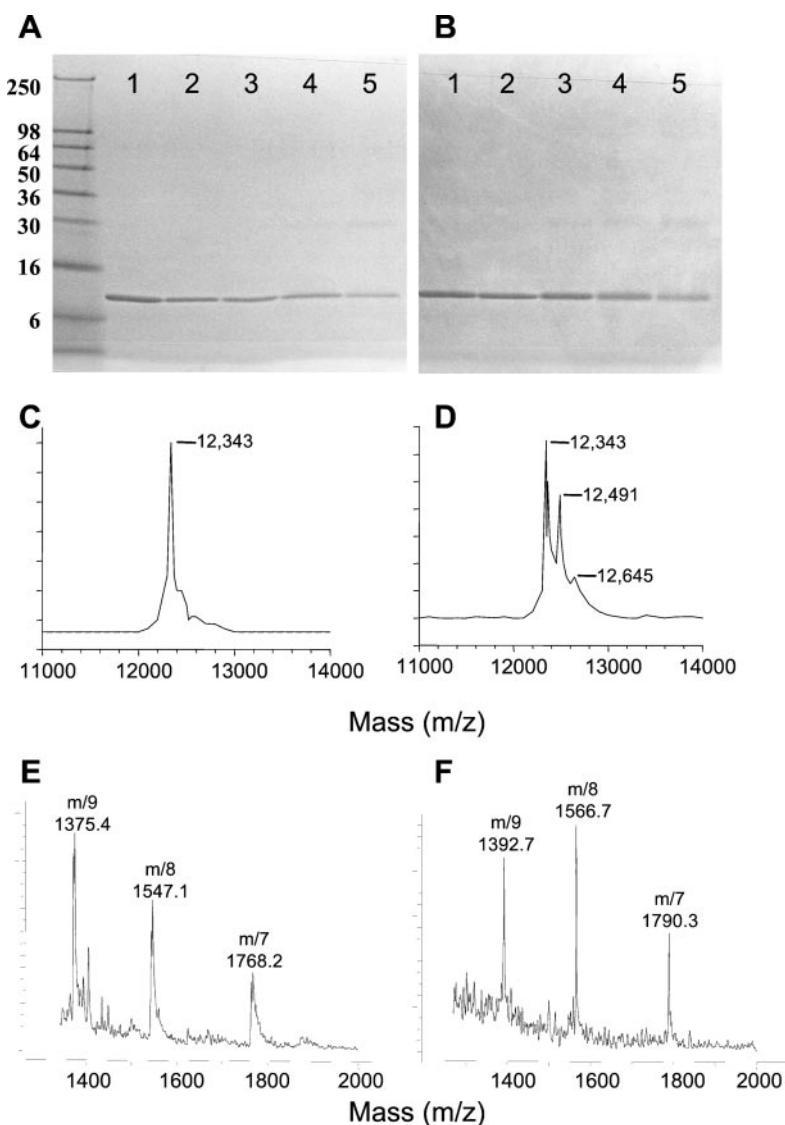 A
B
1 2 3 4 5
1 2 3 4 5
250
98
64
50
36
30
16
6
C
D
12,343
12,343
12,491
12,645
11000 12000 13000 14000
11000 12000 13000 14000
Mass (m/z)
E
F
m/9
1375.4
m/8
1547.1
m/7
1768.2
m/9
1392.7
m/8
1566.7
m/7
1790.3
1400 1600 1800 2000
1400 1600 1800 2000
Mass (m/z)